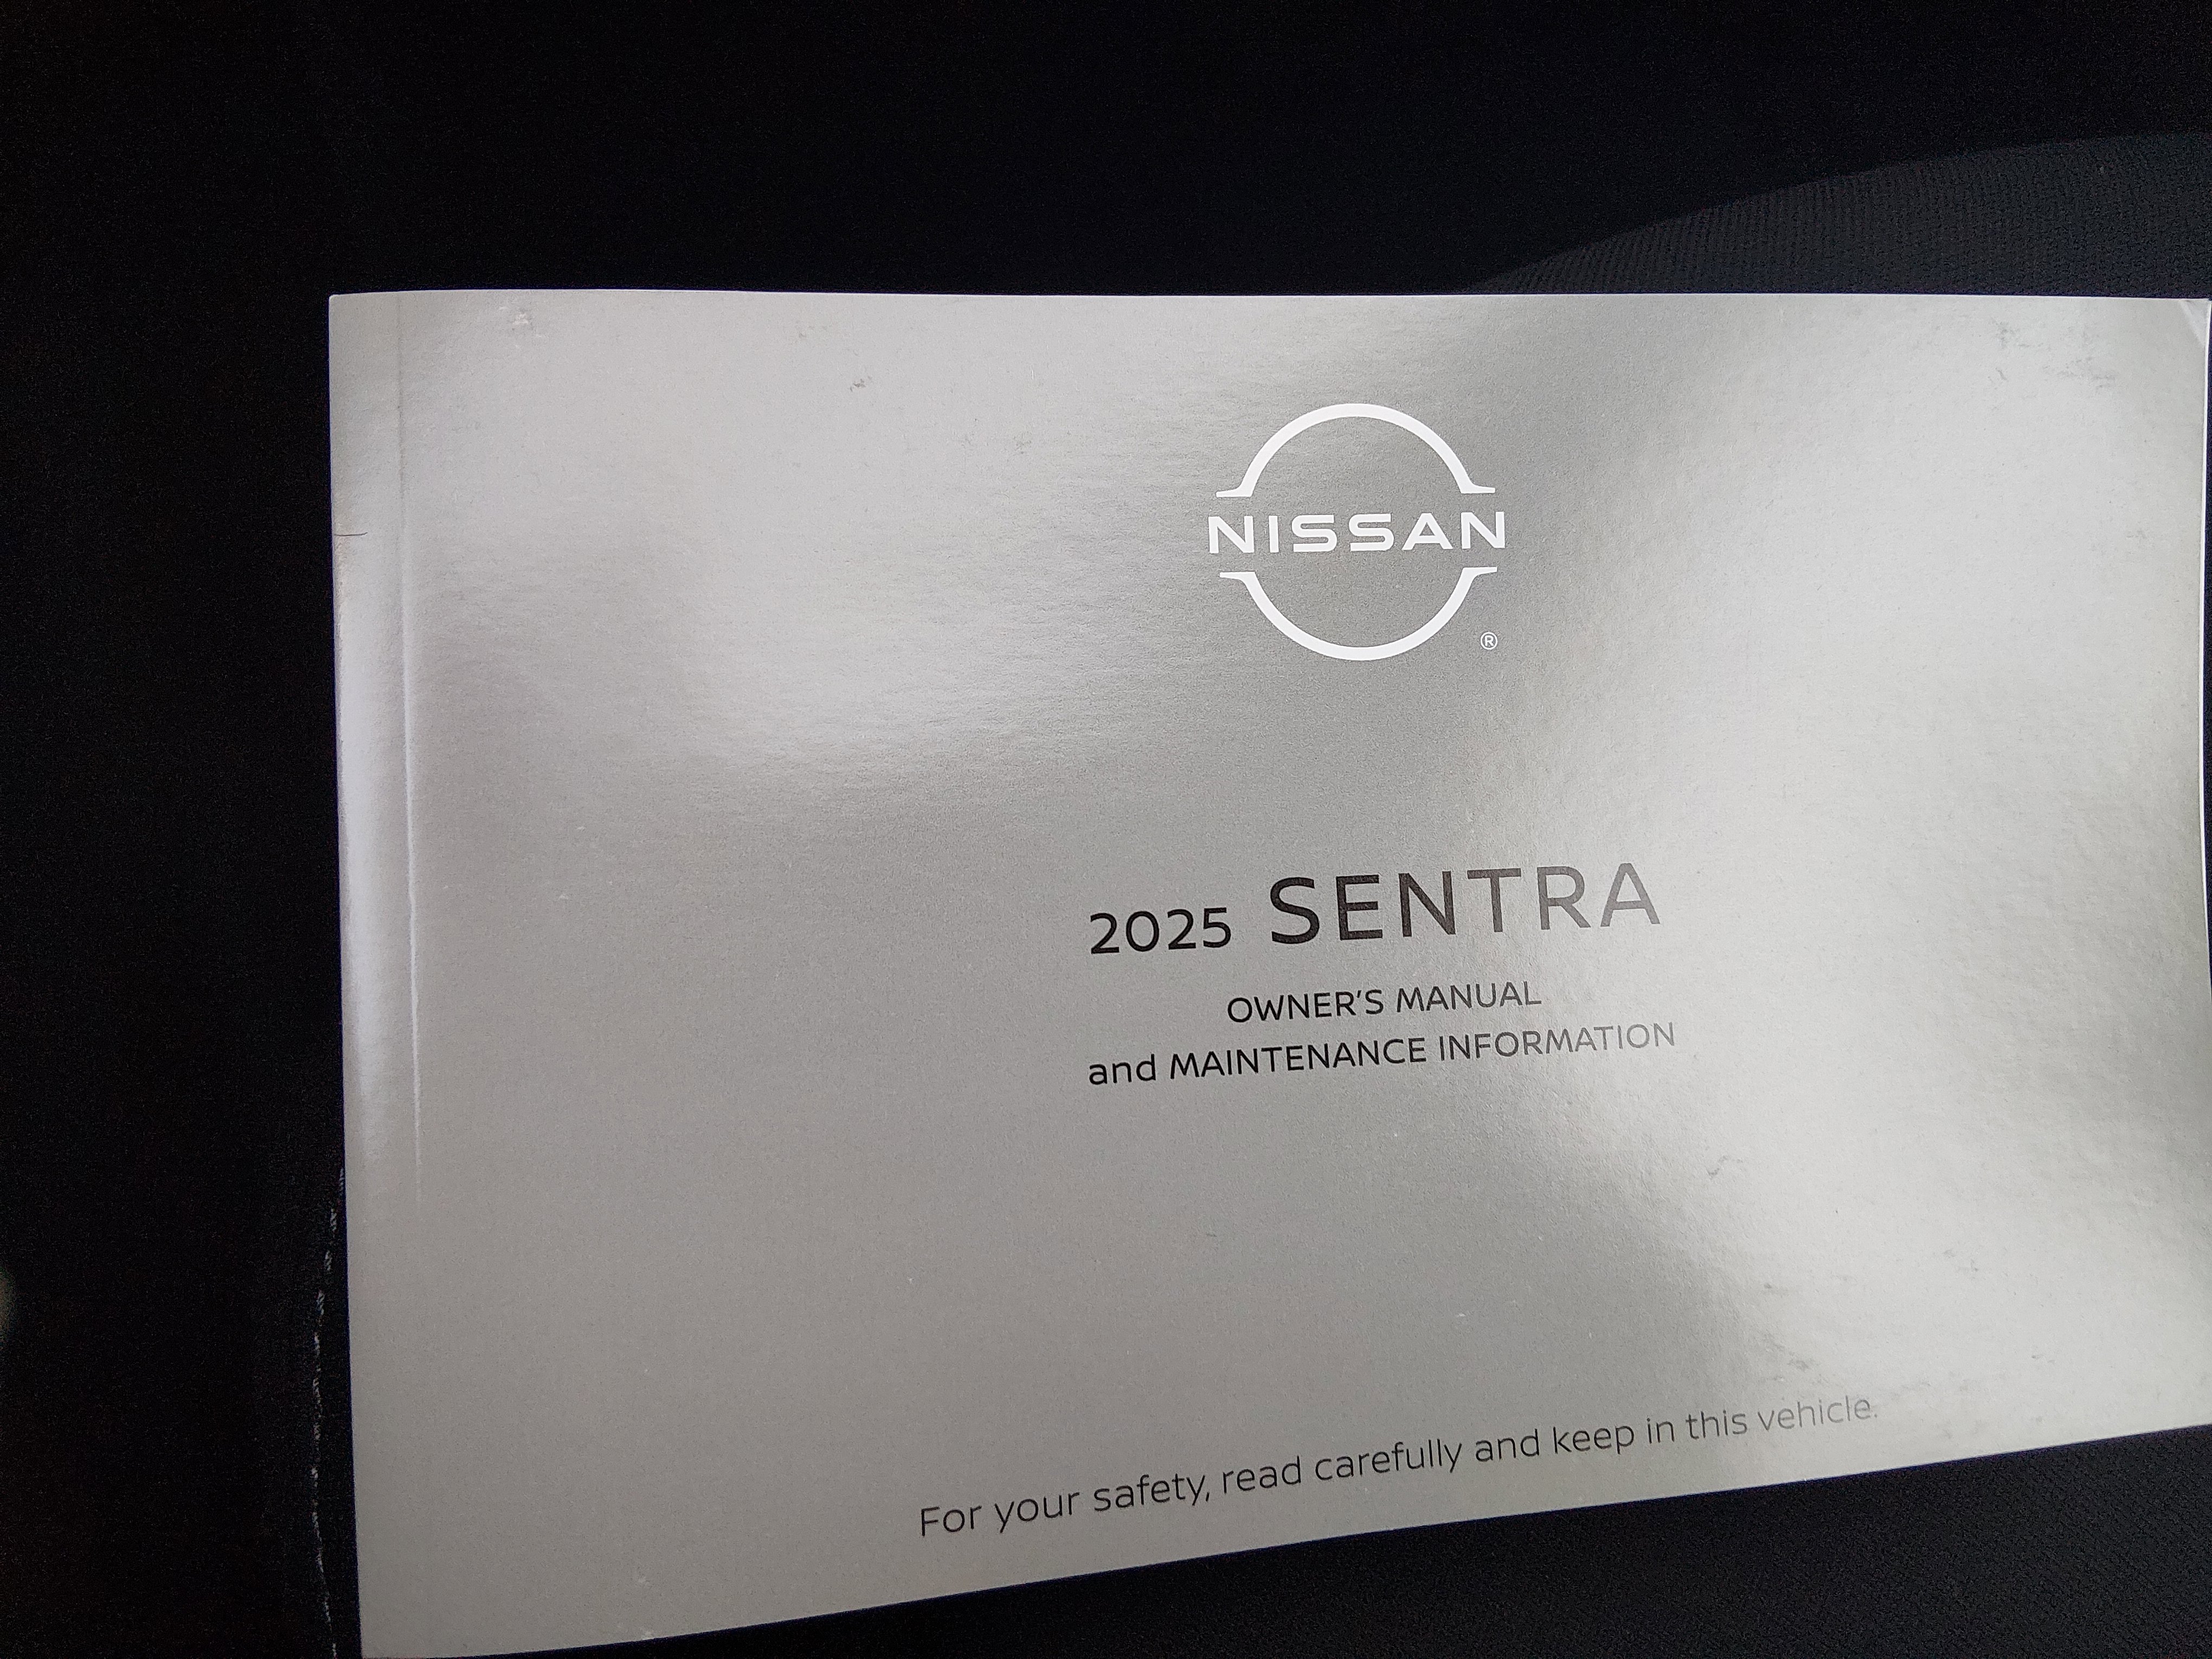 NISSAN
®
2025 SENTRA
OWNER'S MANUAL
and MAINTENANCE INFORMATION
For your safety, read carefully and keep in this vehicle.